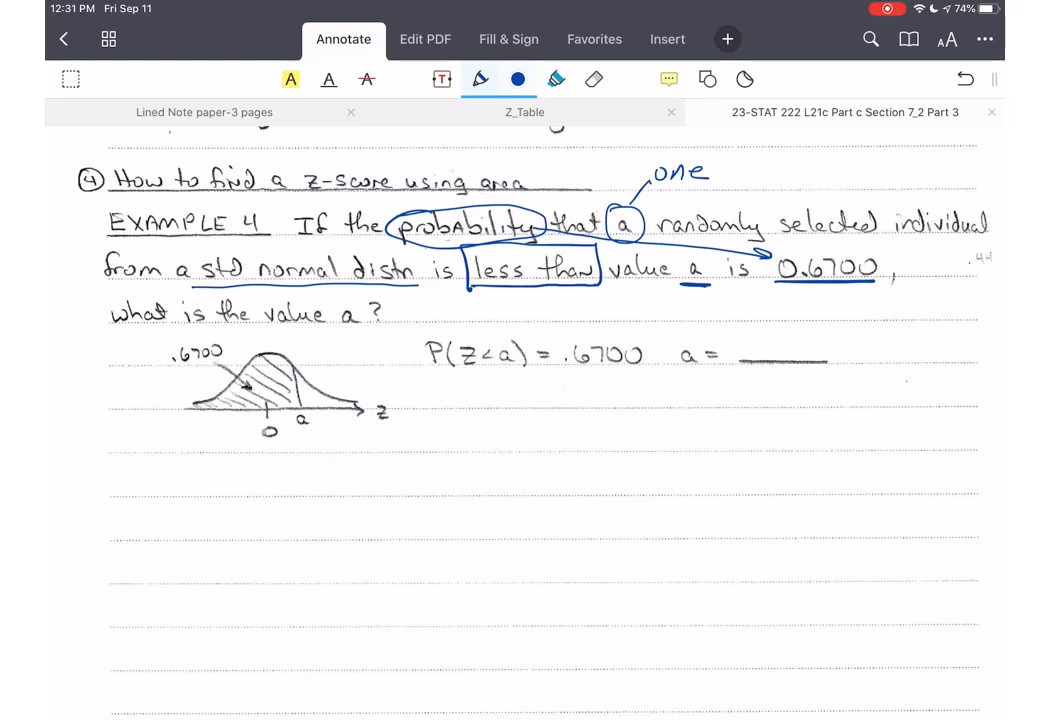 12:31 PM Fri Sep 11 74%
Annotate Edit PDF Fill & Sign Favorites Insert
A A A T
Lined Note paper-3 pages Z_Table 23-STAT 222 L21c Part c Section 7_2 Part 3
④ How to find a z-score using area
one
EXAMPLE 4 If the probability that a randomly selected individual
from a std normal distn is less than value a is 0.6700,
.44
what is the value a?
.6700
P(Z<a) = .6700 a = ______
0 a z